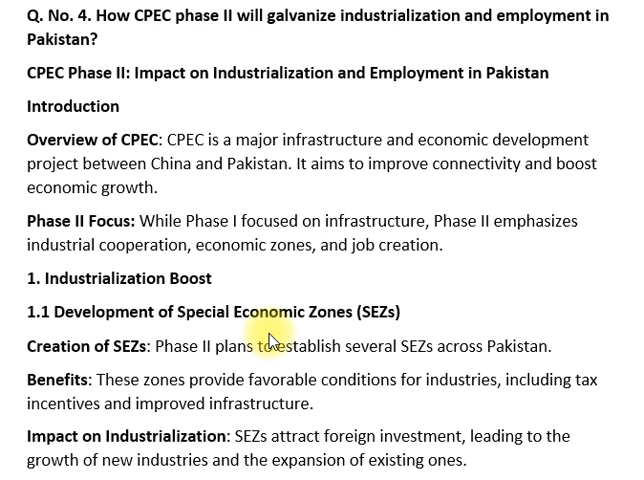 Q. No. 4. How CPEC phase II will galvanize industrialization and employment in
Pakistan?
CPEC Phase II: Impact on Industrialization and Employment in Pakistan
Introduction
Overview of CPEC: CPEC is a major infrastructure and economic development
project between China and Pakistan. It aims to improve connectivity and boost
economic growth.
Phase II Focus: While Phase I focused on infrastructure, Phase II emphasizes
industrial cooperation, economic zones, and job creation.
1. Industrialization Boost
1.1 Development of Special Economic Zones (SEZs)
Creation of SEZs: Phase II plans to establish several SEZs across Pakistan.
Benefits: These zones provide favorable conditions for industries, including tax
incentives and improved infrastructure.
Impact on Industrialization: SEZs attract foreign investment, leading to the
growth of new industries and the expansion of existing ones.